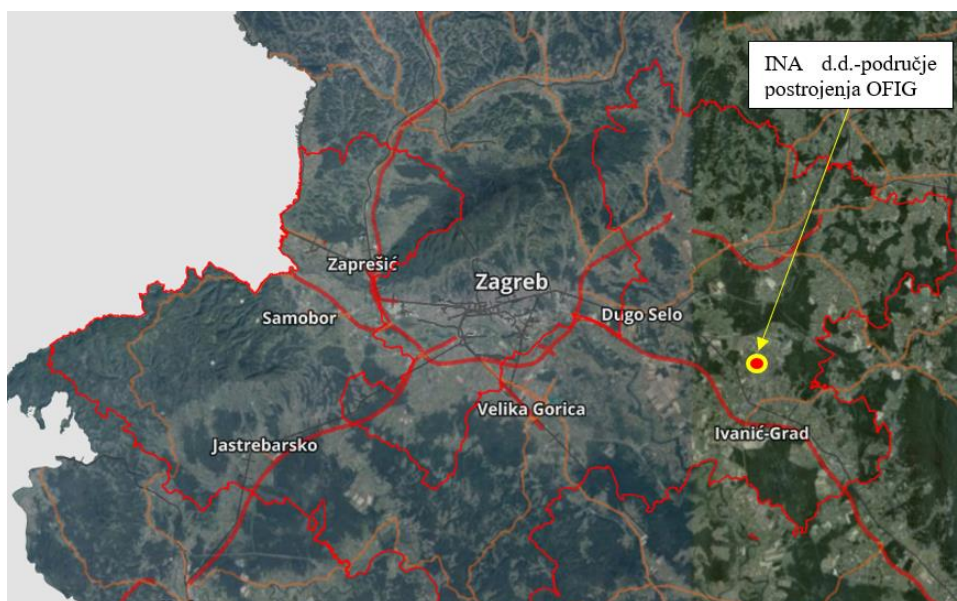 INA d.d.-područje
postrojenja OFIG
Zaprešić
Zagreb
Samobor
Dugo Selo
Velika Gorica
Ivanić-Grad
Jastrebarsko